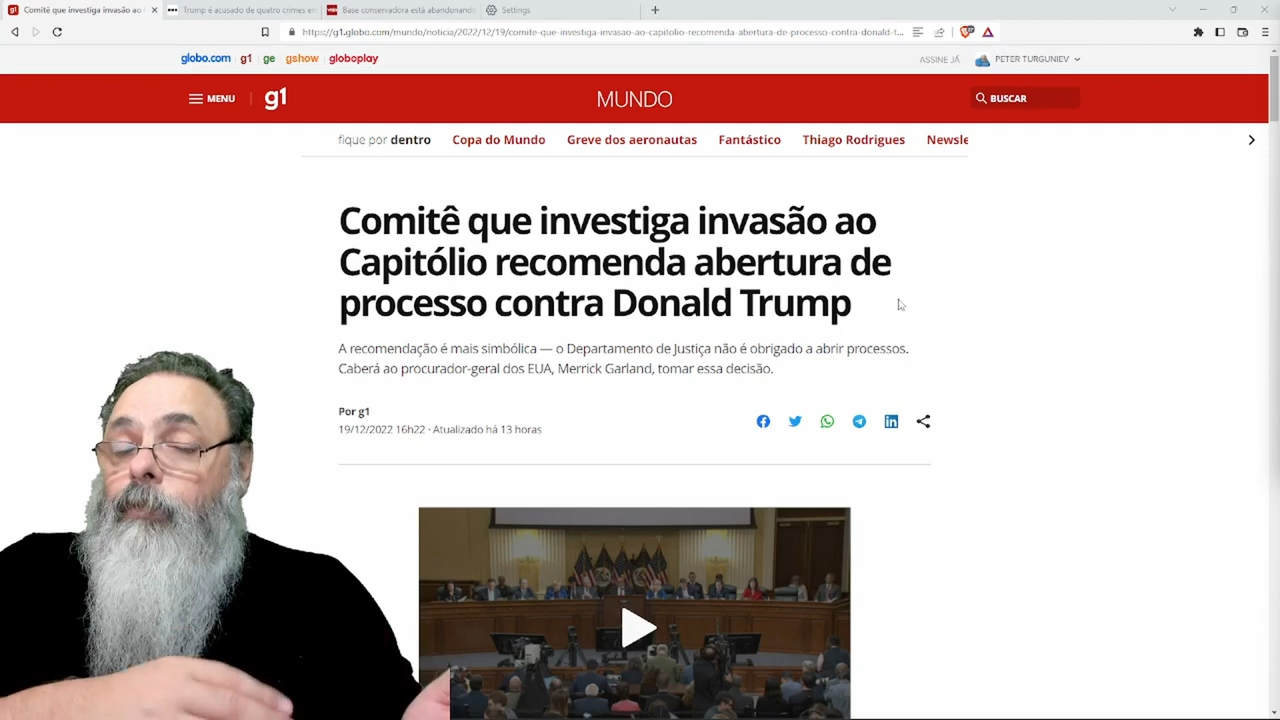 Comitê que investiga invasão ao
Trump é acusado de quatro crimes en
Base conservadora está abandonando
Settings
https://g1.globo.com/mundo/noticia/2022/12/19/comite-que-investiga-invasao-ao-capitolio-recomenda-abertura-de-processo-contra-donald-t...
globo.com g1 ge gshow globoplay
ASSINE JÁ
PETER TURGUNIEV
MENU
g1
MUNDO
BUSCAR
fique por dentro Copa do Mundo Greve dos aeronautas Fantástico Thiago Rodrigues Newsle
Comitê que investiga invasão ao
Capitólio recomenda abertura de
processo contra Donald Trump
A recomendação é mais simbólica — o Departamento de Justiça não é obrigado a abrir processos.
Caberá ao procurador-geral dos EUA, Merrick Garland, tomar essa decisão.
Por g1
19/12/2022 16h22 · Atualizado há 13 horas